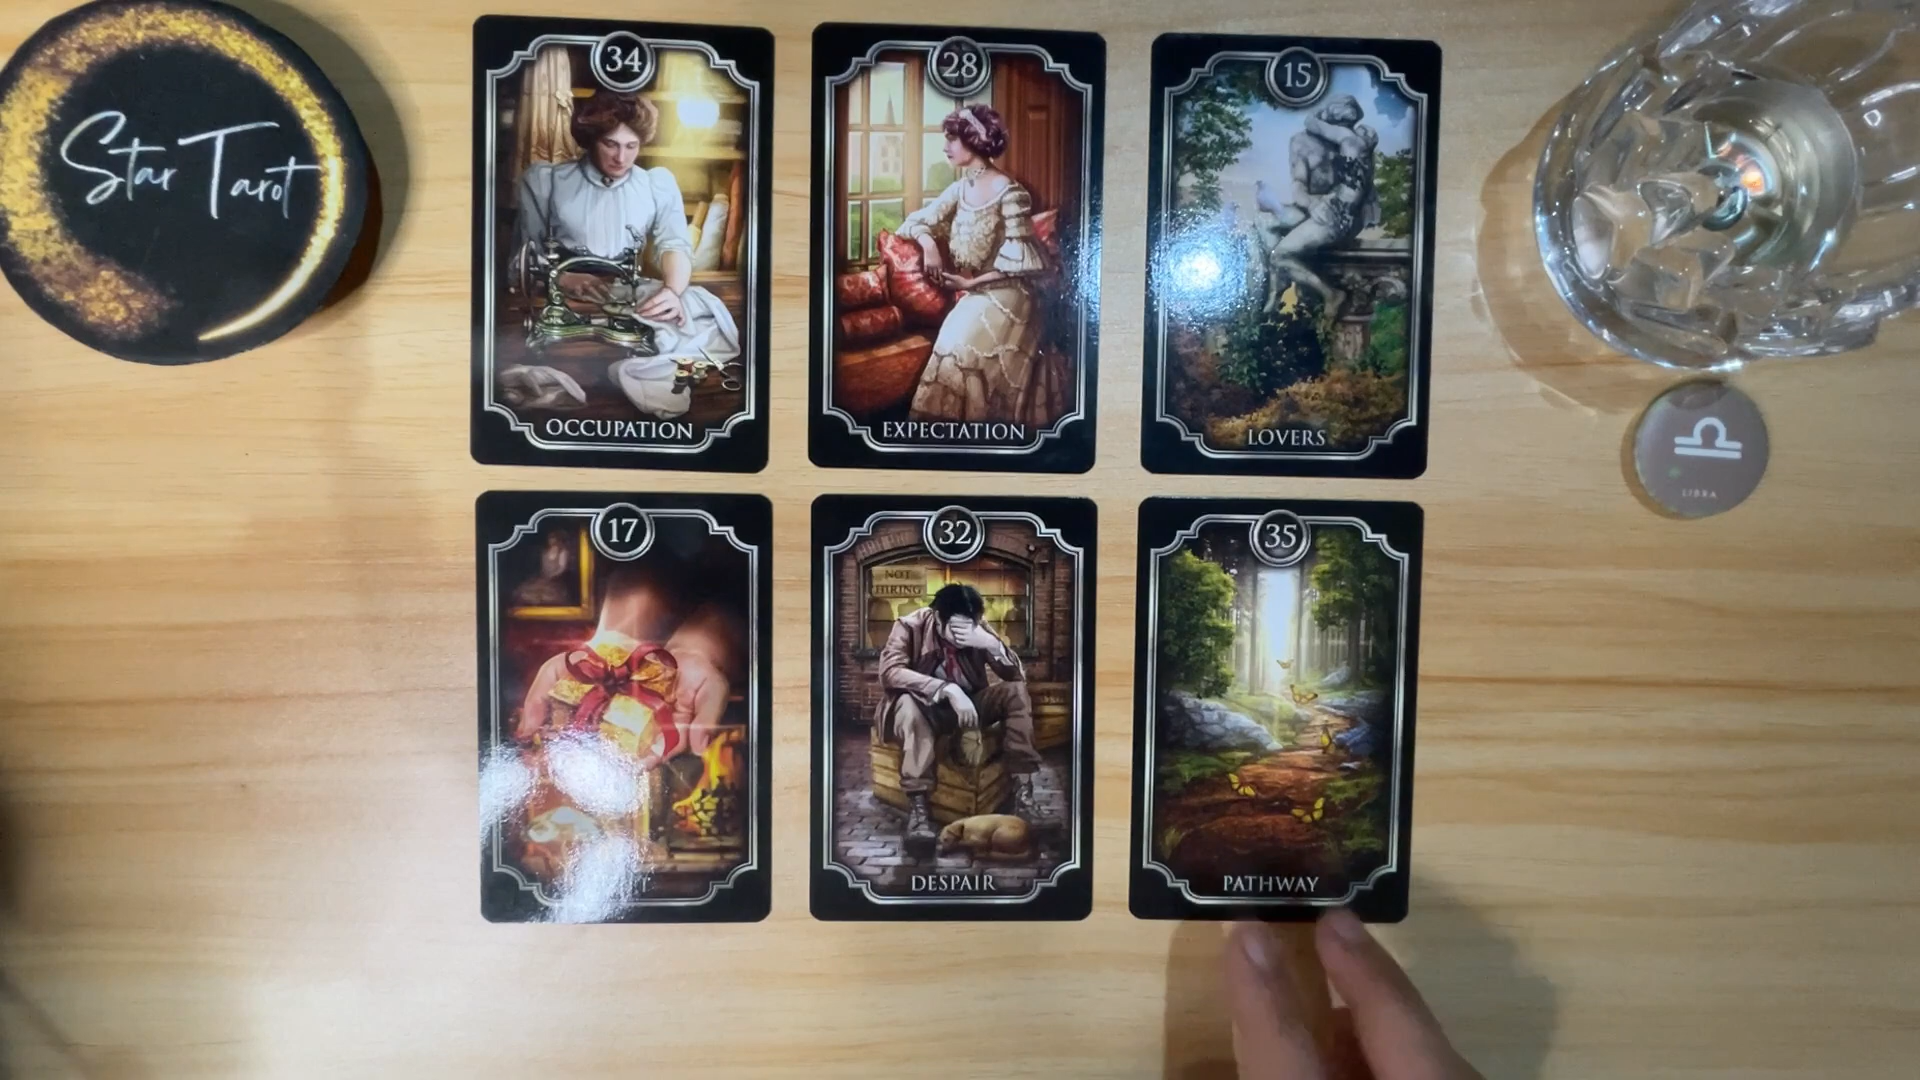 Star Tarot
34
OCCUPATION
28
EXPECTATION
15
LOVERS
LIBRA
17
32
NOT
HIRING
DESPAIR
35
PATHWAY